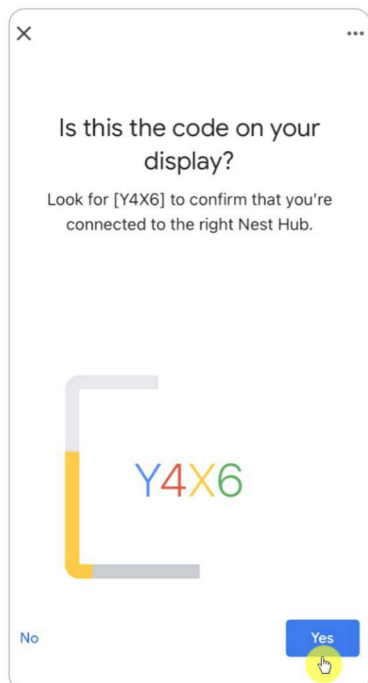 Is this the code on your
display?
Look for [Y4X6] to confirm that you're
connected to the right Nest Hub.
Y4X6
No
Yes